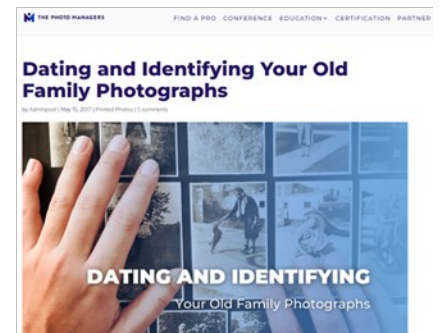 THE PHOTO MANAGERS
FIND A PRO CONFERENCE EDUCATION CERTIFICATION PARTNER
Dating and Identifying Your Old
Family Photographs
by Adminpost | May 15, 2017 | Printed Photos | 5 comments
DATING AND IDENTIFYING
Your Old Family Photographs